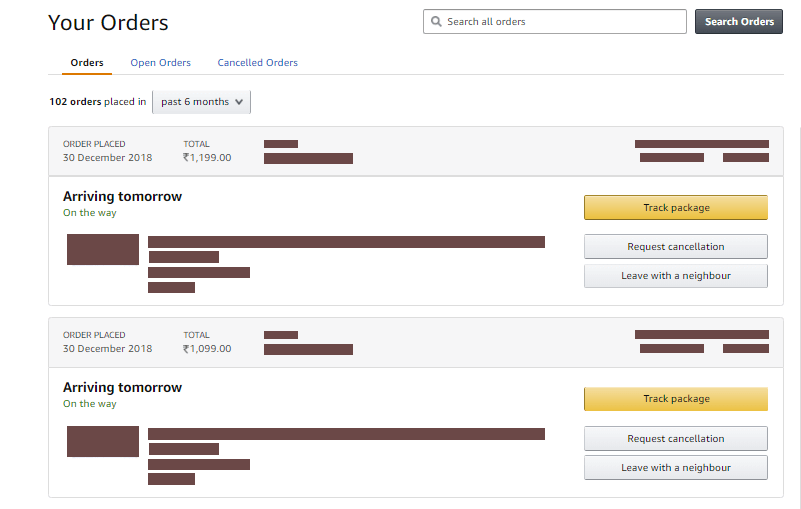 Your Orders
Search all orders
Search Orders
Orders Open Orders Cancelled Orders
102 orders placed in past 6 months
ORDER PLACED TOTAL
30 December 2018 ₹1,199.00
Arriving tomorrow
On the way
Track package
Request cancellation
Leave with a neighbour
ORDER PLACED TOTAL
30 December 2018 ₹1,099.00
Arriving tomorrow
On the way
Track package
Request cancellation
Leave with a neighbour